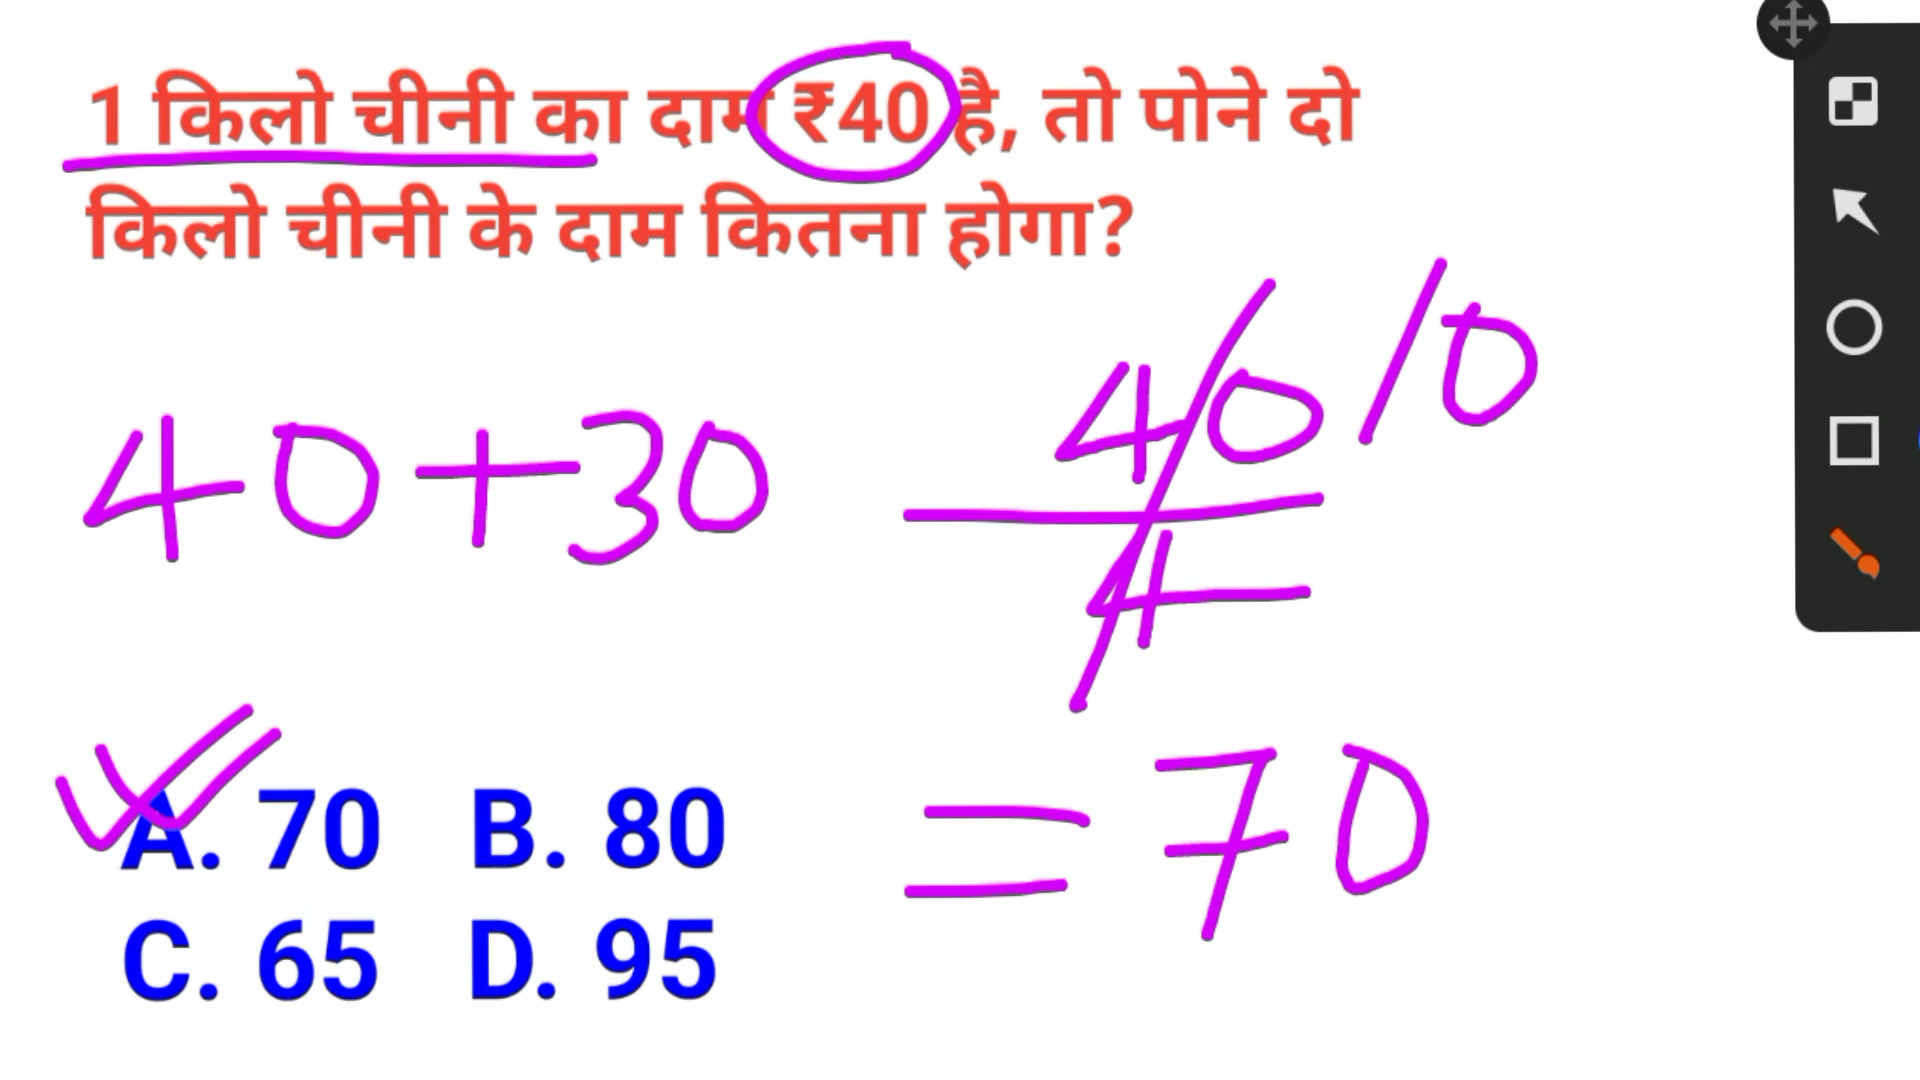 1 किलो चीनी का दाम ₹40 है, तो पोने दो
किलो चीनी के दाम कितना होगा?
40+30
40/10
4
A. 70 B. 80
= 70
C. 65 D. 95